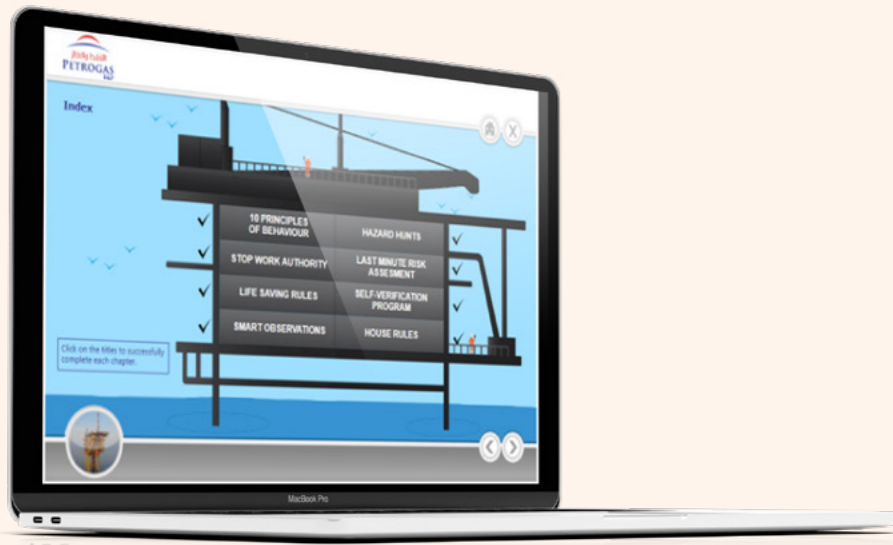 PETROGAS
E&P
Index
10 PRINCIPLES
OF BEHAVIOUR
HAZARD HUNTS
STOP WORK AUTHORITY
LAST MINUTE RISK
ASSESMENT
LIFE SAVING RULES
SELF-VERIFICATION
PROGRAM
SMART OBSERVATIONS
HOUSE RULES
Click on the titles to successfully
complete each chapter.
MacBook Pro